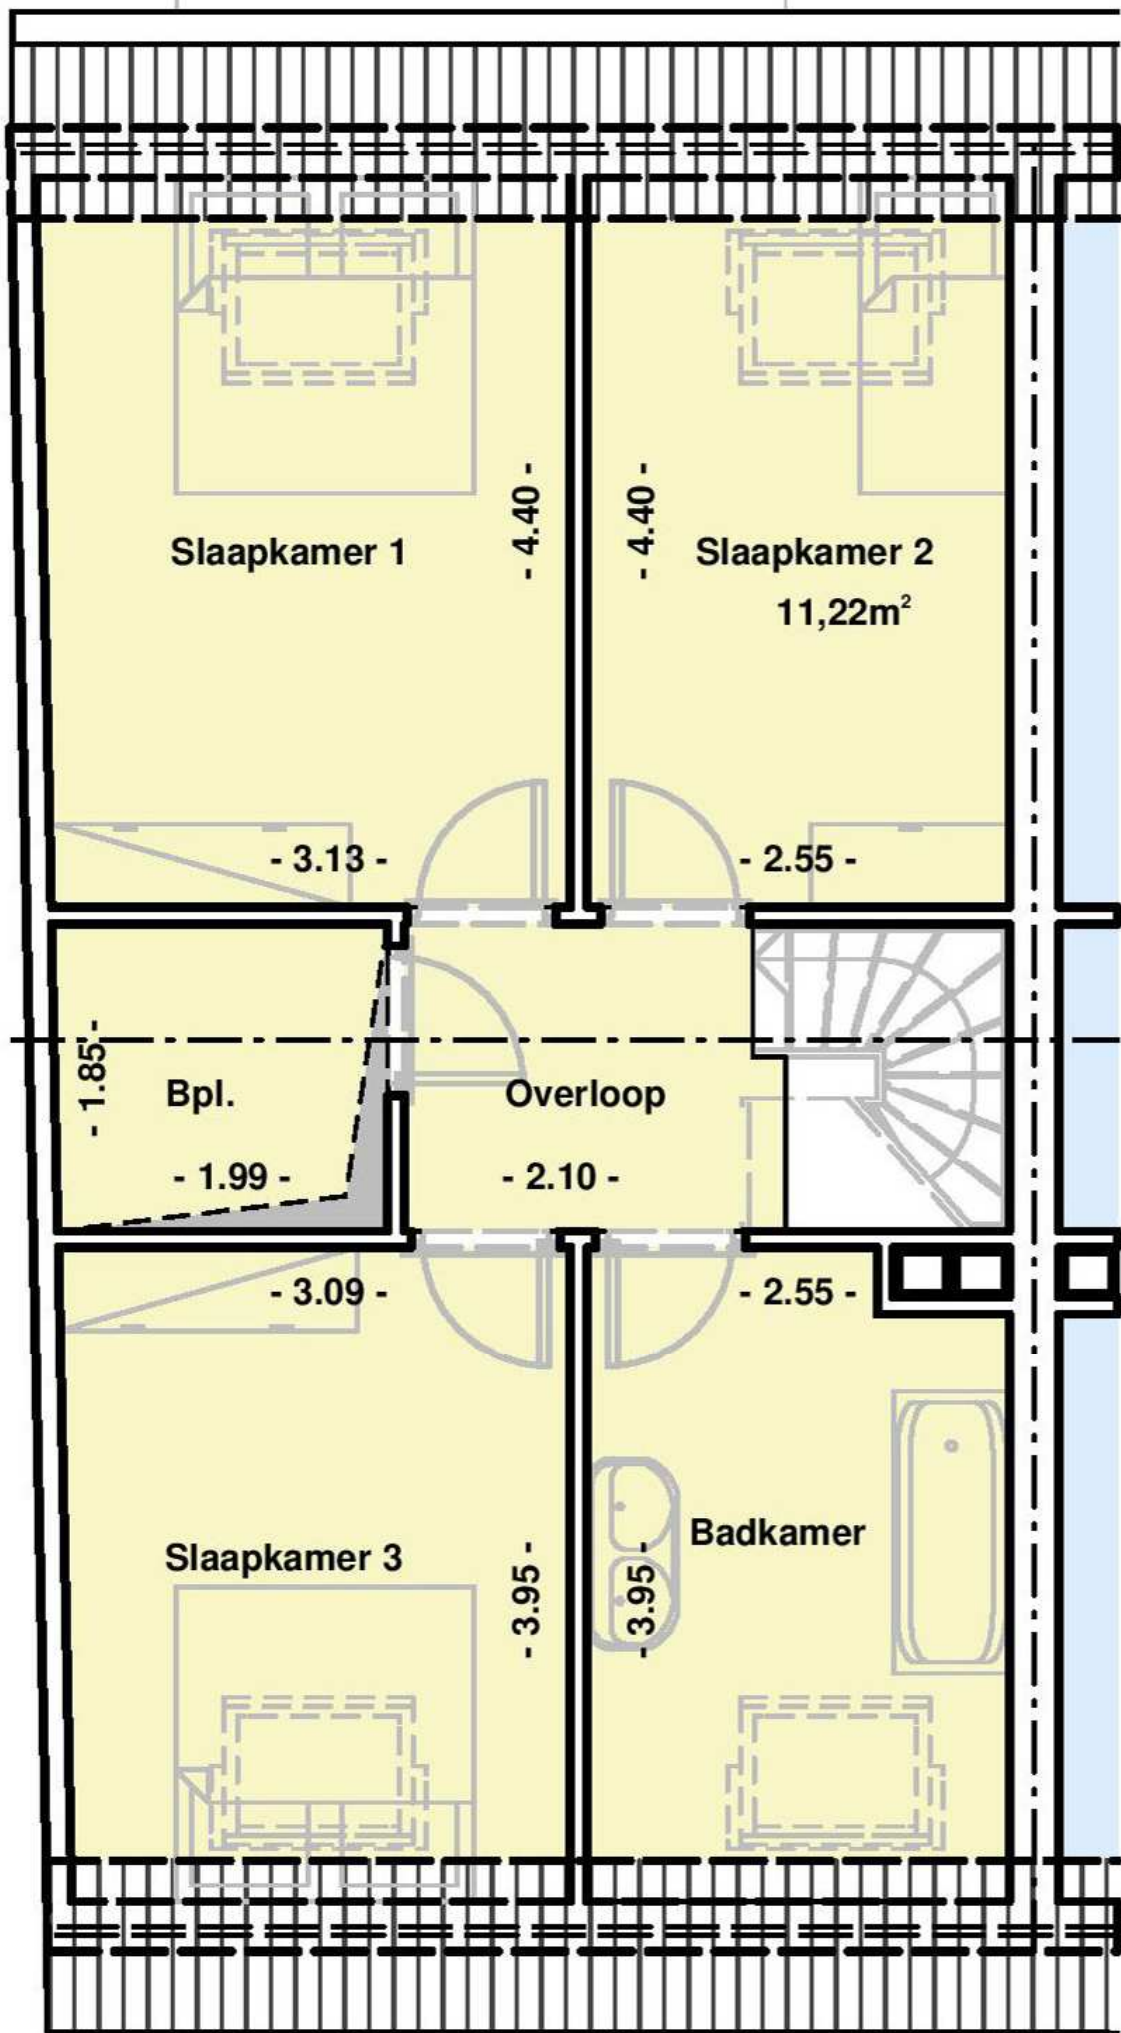 - 4.40 -
- 4.40 -
Slaapkamer 1
Slaapkamer 2
11,22m²
- 3.13 -
- 2.55 -
- 1.85 -
Bpl.
Overloop
- 1.99 -
- 2.10 -
- 3.09 -
- 2.55 -
Slaapkamer 3
Badkamer
- 3.95 -
- 3.95 -